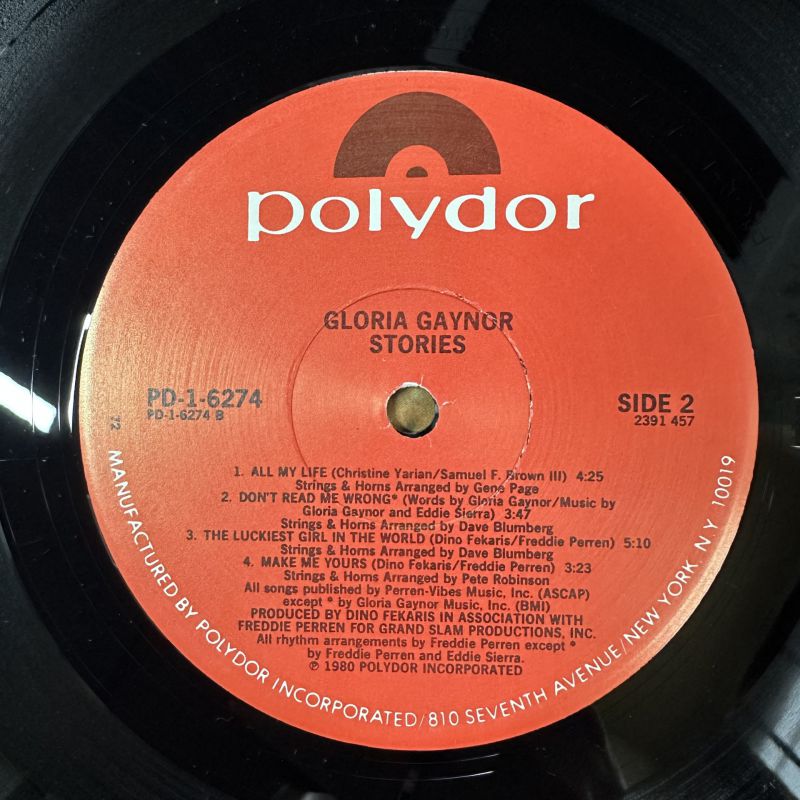 polydor
GLORIA GAYNOR
STORIES
PD-1-6274
PD-1-6274 B
SIDE 2
2391 457
72
1. ALL MY LIFE (Christine Yarian/Samuel F. Brown III) 4:25
Strings & Horns Arranged by Gene Page
2. DON'T READ ME WRONG* (Words by Gloria Gaynor/Music by
Gloria Gaynor and Eddie Sierra) 3:47
Strings & Horns Arranged by Dave Blumberg
3. THE LUCKIEST GIRL IN THE WORLD (Dino Fekaris/Freddie Perren) 5:10
Strings & Horns Arranged by Dave Blumberg
4. MAKE ME YOURS (Dino Fekaris/Freddie Perren) 3:23
Strings & Horns Arranged by Pete Robinson
All songs published by Perren-Vibes Music, Inc. (ASCAP)
except * by Gloria Gaynor Music, Inc. (BMI)
PRODUCED BY DINO FEKARIS IN ASSOCIATION WITH
FREDDIE PERREN FOR GRAND SLAM PRODUCTIONS, INC.
All rhythm arrangements by Freddie Perren except *
by Freddie Perren and Eddie Sierra.
℗ 1980 POLYDOR INCORPORATED
MANUFACTURED BY POLYDOR INCORPORATED/810 SEVENTH AVENUE/NEW YORK, N.Y. 10019